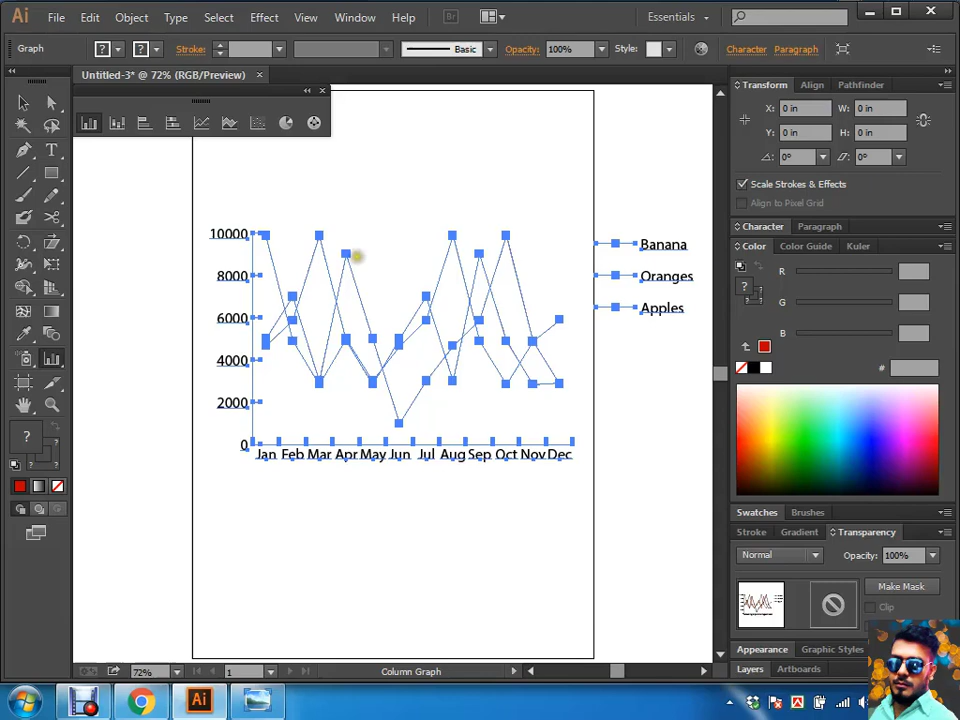 Ai File Edit Object Type Select Effect View Window Help Br Essentials
Graph ? ? Stroke: Basic Opacity: 100% Style: Character Paragraph
Untitled-3* @ 72% (RGB/Preview)
Transform Align Pathfinder
X: 0 in W: 0 in
Y: 0 in H: 0 in
0° 0°
Scale Strokes & Effects
Align to Pixel Grid
Character Paragraph
Color Color Guide Kuler
R
G
B
?
#
10000
8000
6000
4000
2000
0
Jan Feb Mar Apr May Jun Jul Aug Sep Oct Nov Dec
Banana
Oranges
Apples
T
?
Swatches Brushes
Stroke Gradient Transparency
Normal Opacity: 100%
Make Mask
Clip
Appearance Graphic Styles
Layers Artboards
72% 1 Column Graph
Ai